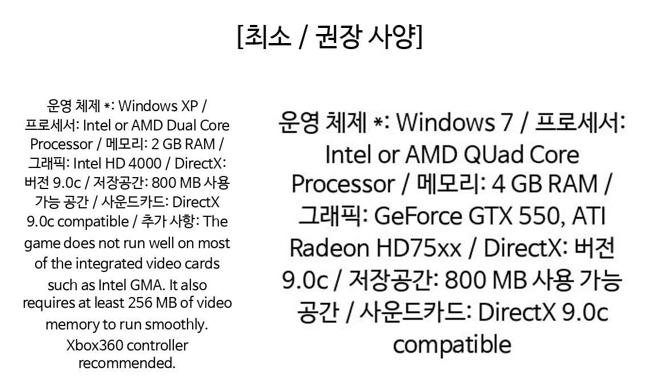 [최소 / 권장 사양]
운영 체제 *: Windows XP /
프로세서: Intel or AMD Dual Core
Processor / 메모리: 2 GB RAM /
그래픽: Intel HD 4000 / DirectX:
버전 9.0c / 저장공간: 800 MB 사용
가능 공간 / 사운드카드: DirectX
9.0c compatible / 추가 사항: The
game does not run well on most
of the integrated video cards
such as Intel GMA. It also
requires at least 256 MB of video
memory to run smoothly.
Xbox360 controller
recommended.
운영 체제 *: Windows 7 / 프로세서:
Intel or AMD QUad Core
Processor / 메모리: 4 GB RAM /
그래픽: GeForce GTX 550, ATI
Radeon HD75xx / DirectX: 버전
9.0c / 저장공간: 800 MB 사용 가능
공간 / 사운드카드: DirectX 9.0c
compatible